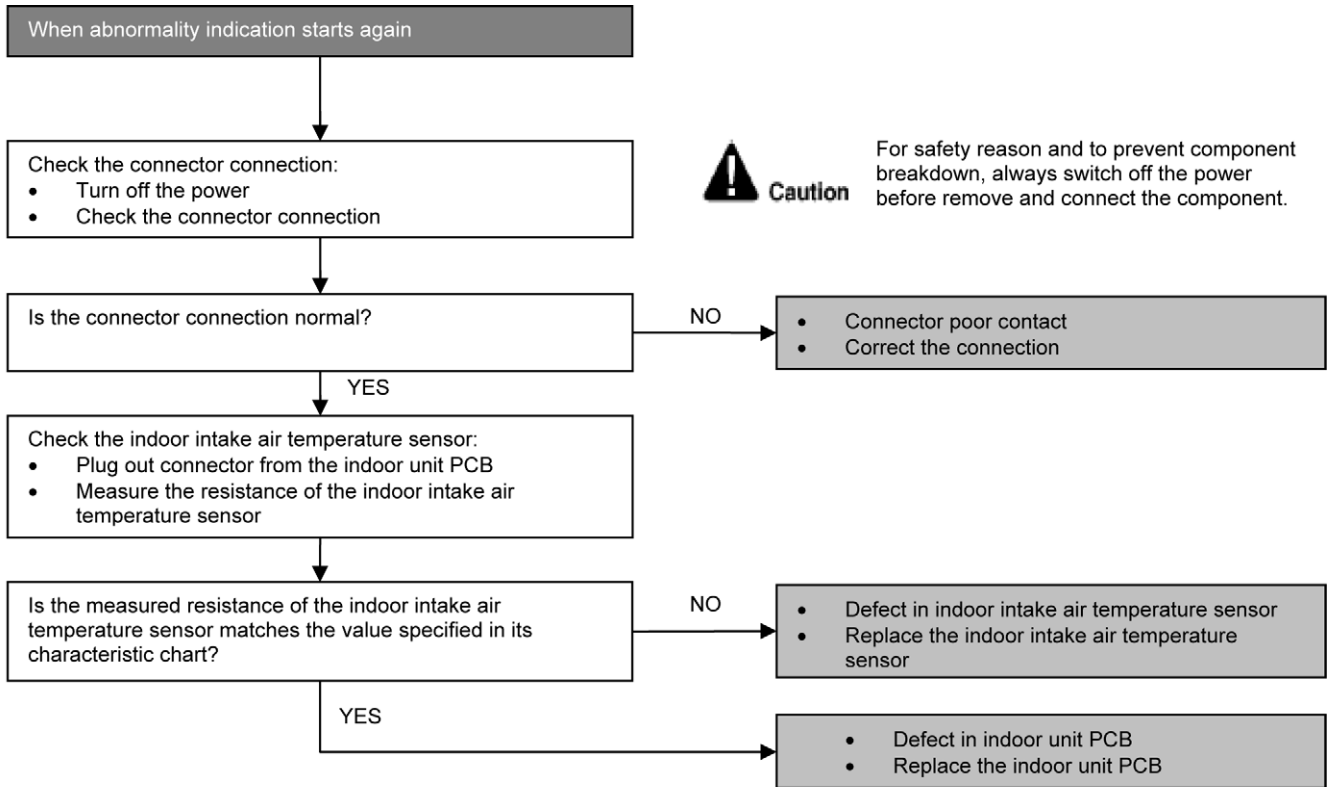 When abnormality indication starts again
Check the connector connection:
• Turn off the power
• Check the connector connection
Caution
For safety reason and to prevent component
breakdown, always switch off the power
before remove and connect the component.
Is the connector connection normal?
NO
• Connector poor contact
• Correct the connection
YES
Check the indoor intake air temperature sensor:
• Plug out connector from the indoor unit PCB
• Measure the resistance of the indoor intake air
temperature sensor
Is the measured resistance of the indoor intake air
temperature sensor matches the value specified in its
characteristic chart?
NO
• Defect in indoor intake air temperature sensor
• Replace the indoor intake air temperature
sensor
YES
• Defect in indoor unit PCB
• Replace the indoor unit PCB